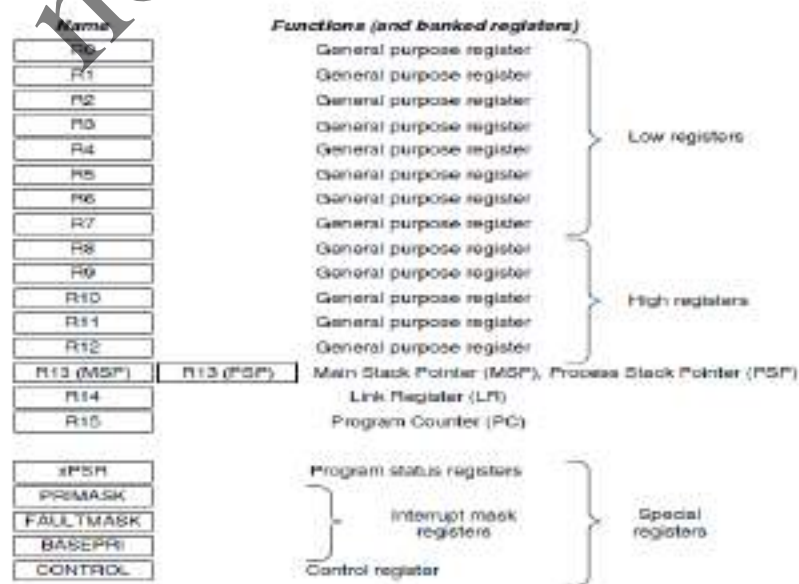 Name Functions (and banked registers)
R0 General purpose register
R1 General purpose register
R2 General purpose register
R3 General purpose register
R4 General purpose register
R5 General purpose register
R6 General purpose register
R7 General purpose register
Low registers
R8 General purpose register
R9 General purpose register
R10 General purpose register
R11 General purpose register
R12 General purpose register
High registers
R13 (MSP) R13 (PSP) Main Stack Pointer (MSP), Process Stack Pointer (PSP)
R14 Link Register (LR)
R15 Program Counter (PC)
xPSR Program status registers
PRIMASK
FAULTMASK
BASEPRI
Interrupt mask
registers
Special
registers
CONTROL Control register